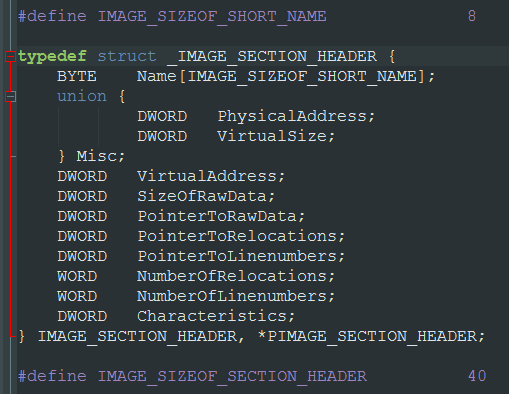 #define IMAGE_SIZEOF_SHORT_NAME              8
typedef struct _IMAGE_SECTION_HEADER {
    BYTE    Name[IMAGE_SIZEOF_SHORT_NAME];
    union {
            DWORD   PhysicalAddress;
            DWORD   VirtualSize;
    } Misc;
    DWORD   VirtualAddress;
    DWORD   SizeOfRawData;
    DWORD   PointerToRawData;
    DWORD   PointerToRelocations;
    DWORD   PointerToLinenumbers;
    WORD    NumberOfRelocations;
    WORD    NumberOfLinenumbers;
    DWORD   Characteristics;
} IMAGE_SECTION_HEADER, *PIMAGE_SECTION_HEADER;
#define IMAGE_SIZEOF_SECTION_HEADER          40